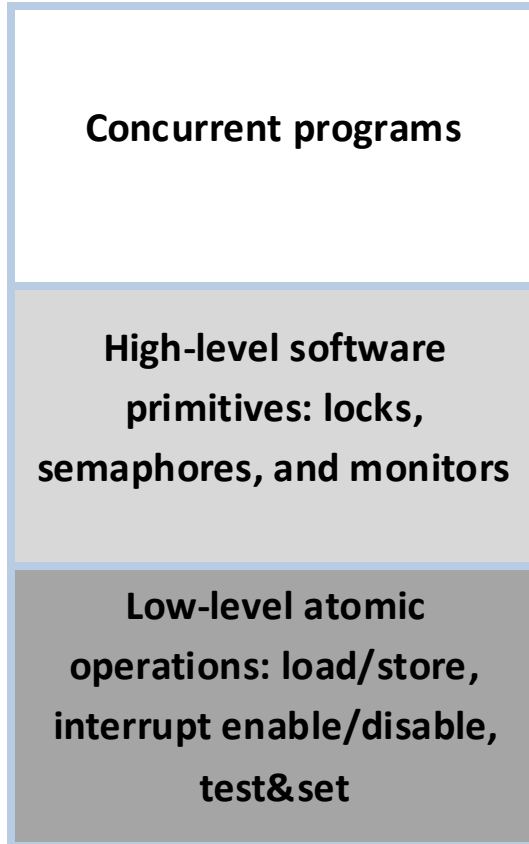 Concurrent programs
High-level software
primitives: locks,
semaphores, and monitors
Low-level atomic
operations: load/store,
interrupt enable/disable,
test&set